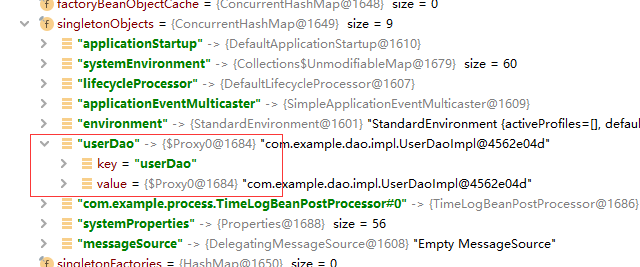 factoryBeanObjectCache = {ConcurrentHashMap@1648} size = 0
singletonObjects = {ConcurrentHashMap@1649} size = 9
"applicationStartup" -> {DefaultApplicationStartup@1610}
"systemEnvironment" -> {Collections$UnmodifiableMap@1679} size = 60
"lifecycleProcessor" -> {DefaultLifecycleProcessor@1607}
"applicationEventMulticaster" -> {SimpleApplicationEventMulticaster@1609}
"environment" -> {StandardEnvironment@1601} "StandardEnvironment {activeProfiles=[], default
"userDao" -> {$Proxy0@1684} "com.example.dao.impl.UserDaoImpl@4562e04d"
key = "userDao"
value = {$Proxy0@1684} "com.example.dao.impl.UserDaoImpl@4562e04d"
"com.example.process.TimeLogBeanPostProcessor#0" -> {TimeLogBeanPostProcessor@1686}
"systemProperties" -> {Properties@1688} size = 56
"messageSource" -> {DelegatingMessageSource@1608} "Empty MessageSource"
singletonFactories = {HashMap@1650} size = 0